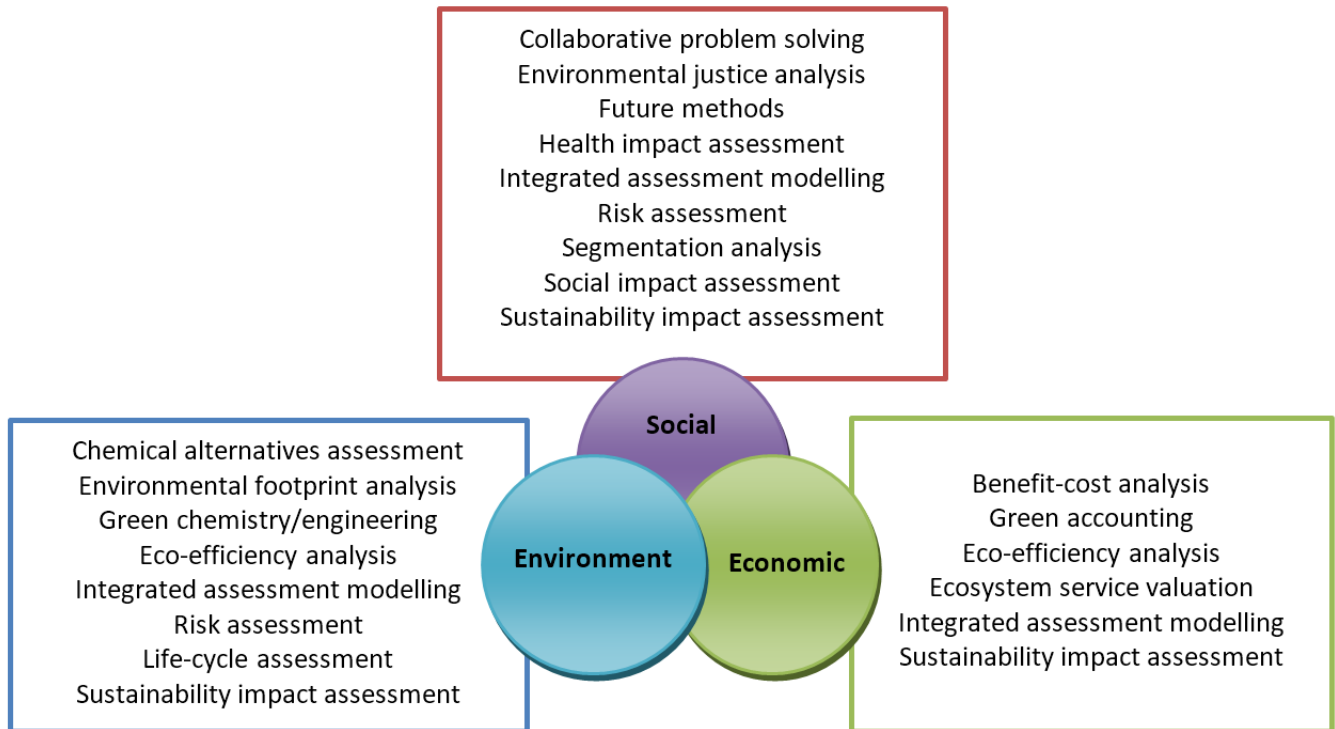 Collaborative problem solving
Environmental justice analysis
Future methods
Health impact assessment
Integrated assessment modelling
Risk assessment
Segmentation analysis
Social impact assessment
Sustainability impact assessment
Social
Chemical alternatives assessment
Environmental footprint analysis
Green chemistry/engineering
Eco-efficiency analysis
Integrated assessment modelling
Risk assessment
Life-cycle assessment
Sustainability impact assessment
Environment
Economic
Benefit-cost analysis
Green accounting
Eco-efficiency analysis
Ecosystem service valuation
Integrated assessment modelling
Sustainability impact assessment